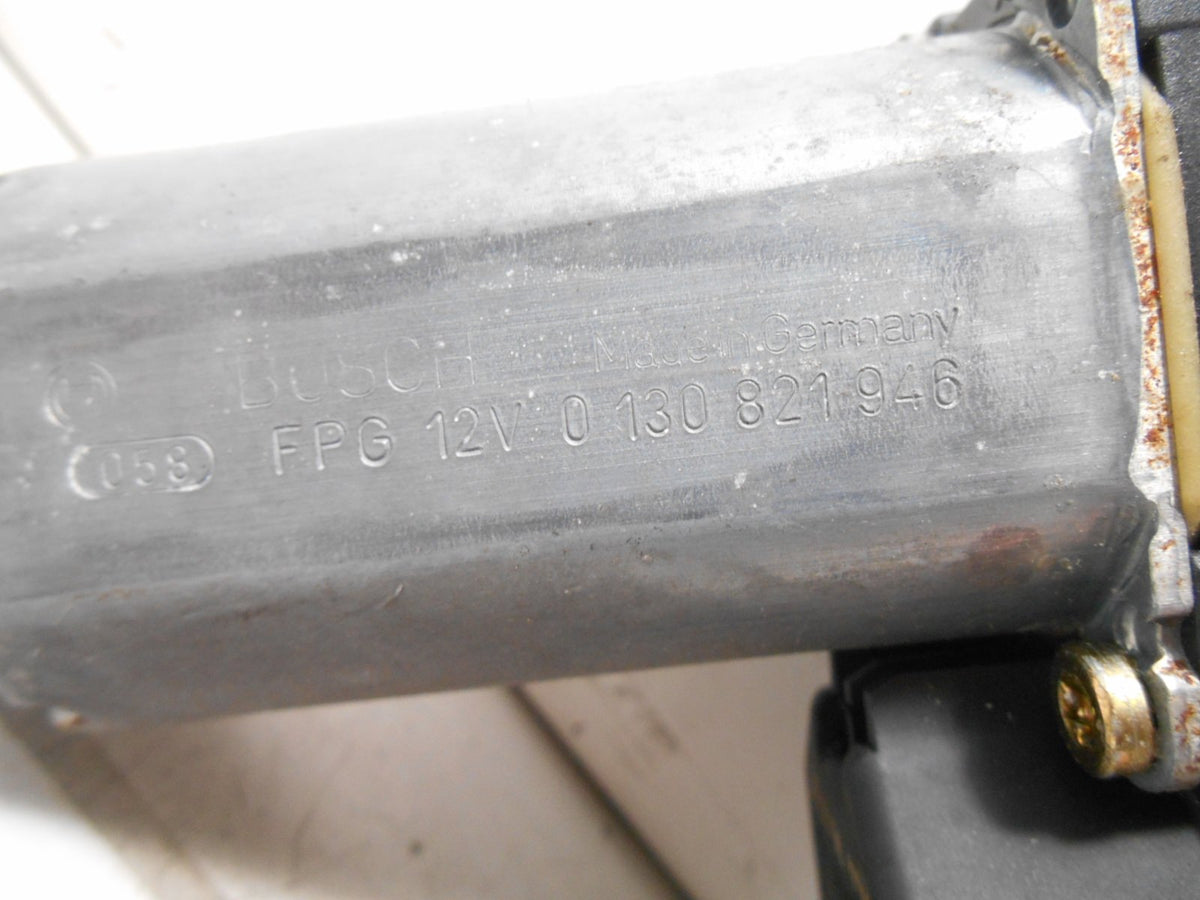 BOSCH Made in Germany
058 FPG 12V 0 130 821 946